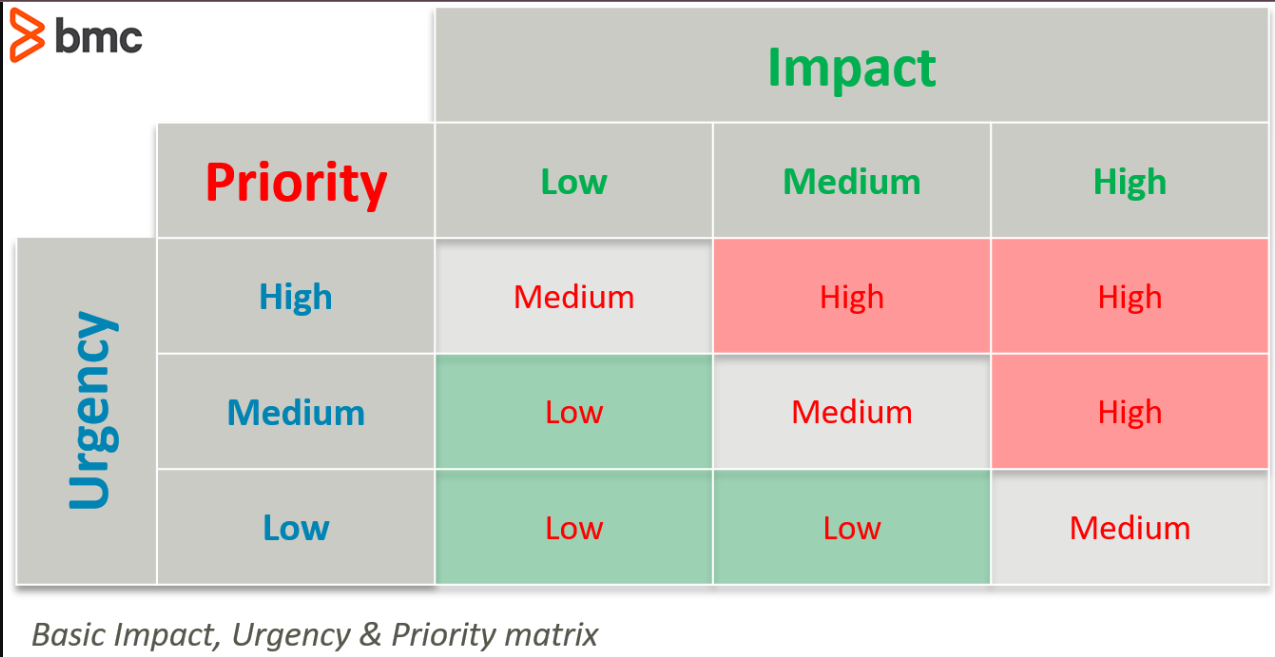 bmc
Impact
Priority Low Medium High
Urgency
High Medium High High
Medium Low Medium High
Low Low Low Medium
Basic Impact, Urgency & Priority matrix